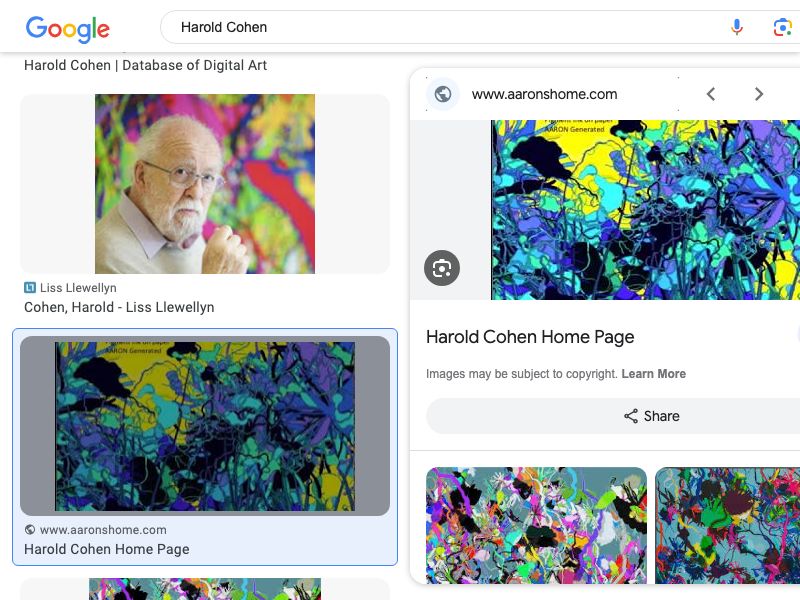 Google
Harold Cohen
Harold Cohen | Database of Digital Art
www.aaronshome.com
AARON Generated
Liss Llewellyn
Cohen, Harold - Liss Llewellyn
Harold Cohen Home Page
Images may be subject to copyright. Learn More
AARON Generated
Share
www.aaronshome.com
Harold Cohen Home Page